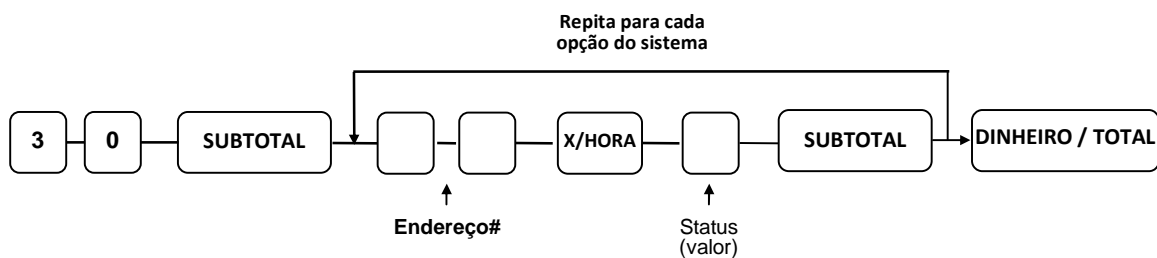 Repita para cada
opção do sistema
3 0 SUBTOTAL X/HORA SUBTOTAL DINHEIRO / TOTAL
Endereço# Status
(valor)